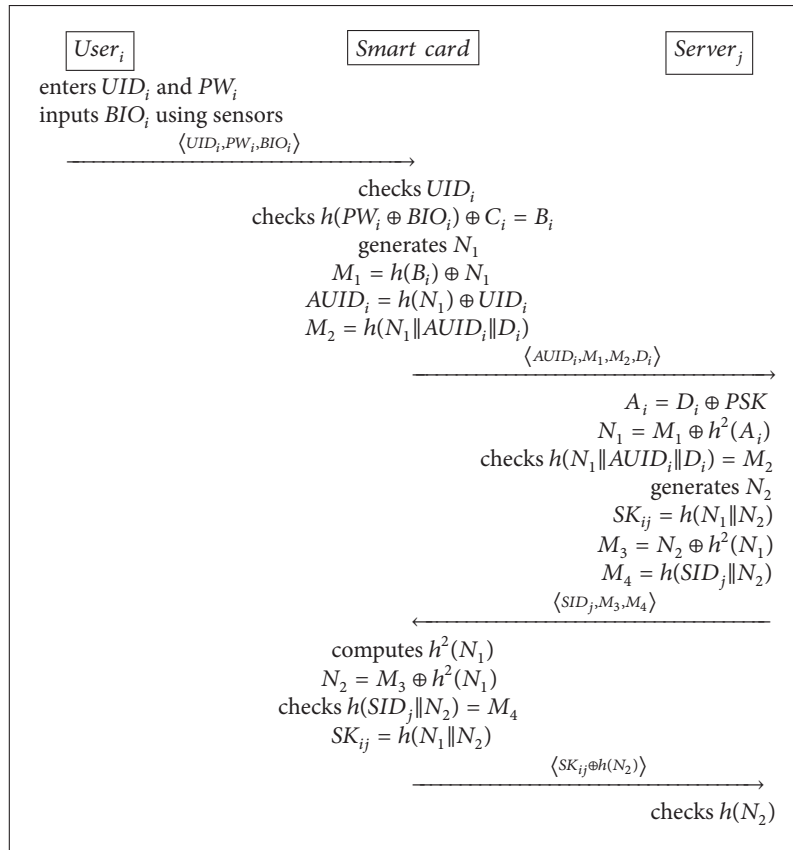 User_i Smart card Server_j
enters UID_i and PW_i
inputs BIO_i using sensors
⟨UID_i,PW_i,BIO_i⟩
checks UID_i
checks h(PW_i ⊕ BIO_i) ⊕ C_i = B_i
generates N_1
M_1 = h(B_i) ⊕ N_1
AUID_i = h(N_1) ⊕ UID_i
M_2 = h(N_1‖AUID_i‖D_i)
⟨AUID_i,M_1,M_2,D_i⟩
A_i = D_i ⊕ PSK
N_1 = M_1 ⊕ h²(A_i)
checks h(N_1‖AUID_i‖D_i) = M_2
generates N_2
SK_ij = h(N_1‖N_2)
M_3 = N_2 ⊕ h²(N_1)
M_4 = h(SID_j‖N_2)
⟨SID_j,M_3,M_4⟩
computes h²(N_1)
N_2 = M_3 ⊕ h²(N_1)
checks h(SID_j‖N_2) = M_4
SK_ij = h(N_1‖N_2)
⟨SK_ij⊕h(N_2)⟩
checks h(N_2)